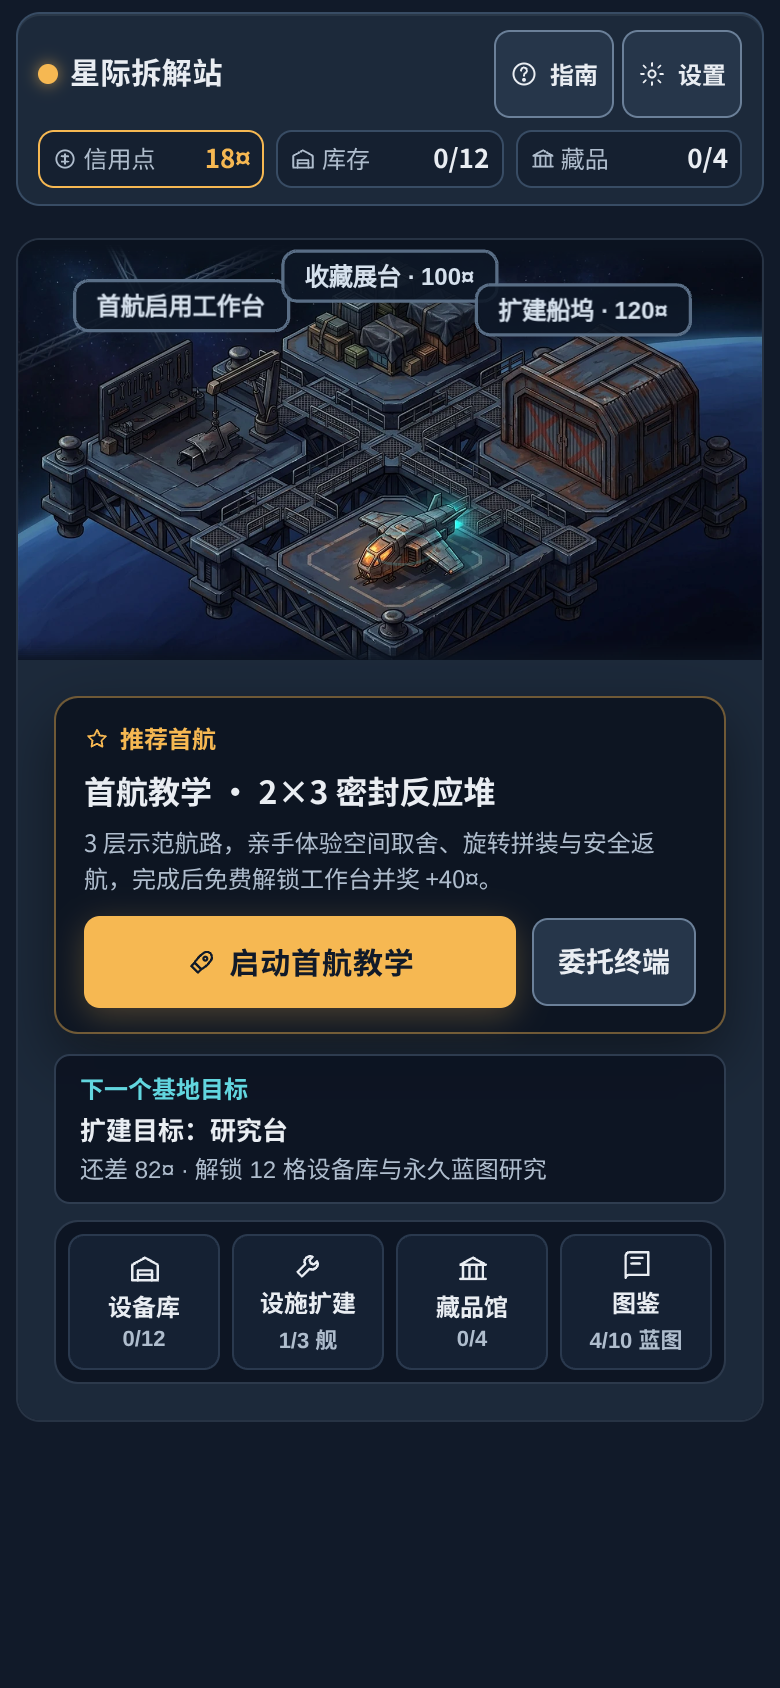 星际拆解站
指南
设置
信用点 18¤
库存 0/12
藏品 0/4
收藏展台 · 100¤
首航启用工作台
扩建船坞 · 120¤
推荐首航
首航教学 · 2×3 密封反应堆
3 层示范航路，亲手体验空间取舍、旋转拼装与安全返
航，完成后免费解锁工作台并奖 +40¤。
启动首航教学
委托终端
下一个基地目标
扩建目标：研究台
还差 82¤ · 解锁 12 格设备库与永久蓝图研究
设备库
0/12
设施扩建
1/3 舰
藏品馆
0/4
图鉴
4/10 蓝图